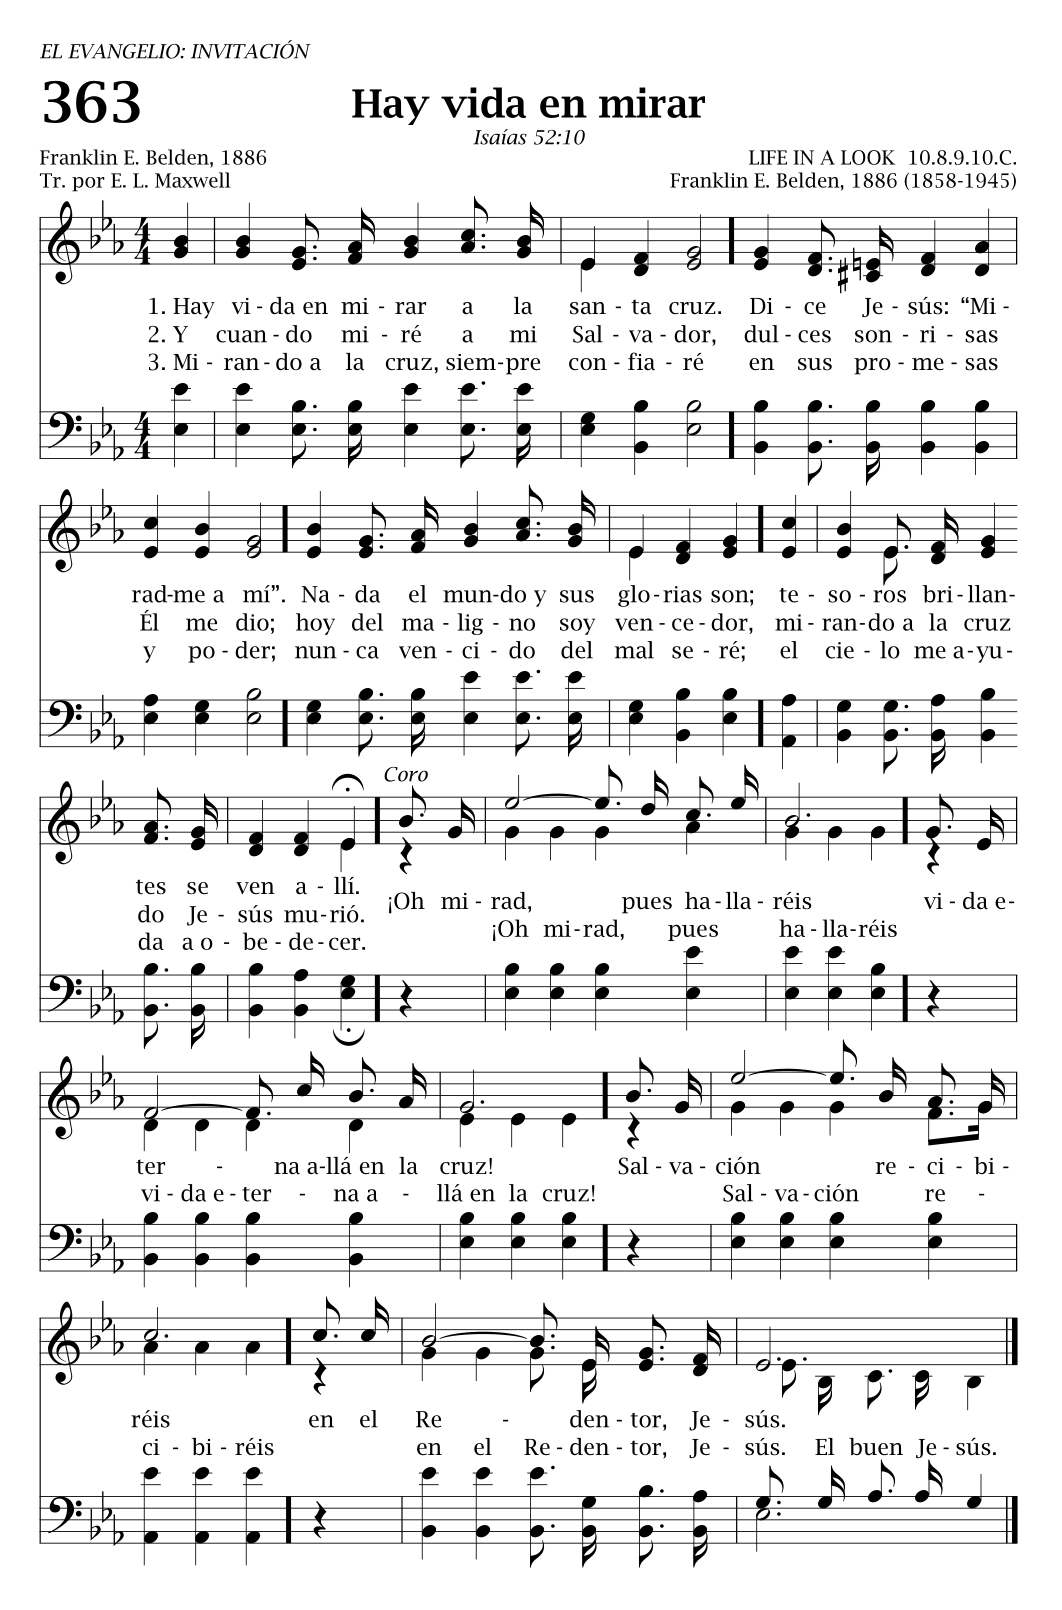 EL EVANGELIO: INVITACIÓN
363
Hay vida en mirar
Isaías 52:10
Franklin E. Belden, 1886
LIFE IN A LOOK 10.8.9.10.C.
Tr. por E. L. Maxwell
Franklin E. Belden, 1886 (1858-1945)
1. Hay vi - da en mi - rar a la san - ta cruz. Di - ce Je - sús: “Mi -
2. Y cuan - do mi - ré a mi Sal - va - dor, dul - ces son - ri - sas
3. Mi - ran - do a la cruz, siem - pre con - fia - ré en sus pro - me - sas
rad - me a mí”. Na - da el mun - do y sus glo - rias son; te - so - ros bri - llan -
Él me dio; hoy del ma - lig - no soy ven - ce - dor, mi - ran - do a la cruz
y po - der; nun - ca ven - ci - do del mal se - ré; el cie - lo me a - yu -
Coro
tes se ven a - llí.
do Je - sús mu - rió.
da a o - be - de - cer.
¡Oh mi - rad, pues ha - lla - réis vi - da e -
¡Oh mi - rad, pues ha - lla - réis
ter - na a - llá en la cruz! Sal - va - ción re - ci - bi -
vi - da e - ter - na a - llá en la cruz! Sal - va - ción re -
réis en el Re - den - tor, Je - sús.
ci - bi - réis en el Re - den - tor, Je - sús. El buen Je - sús.